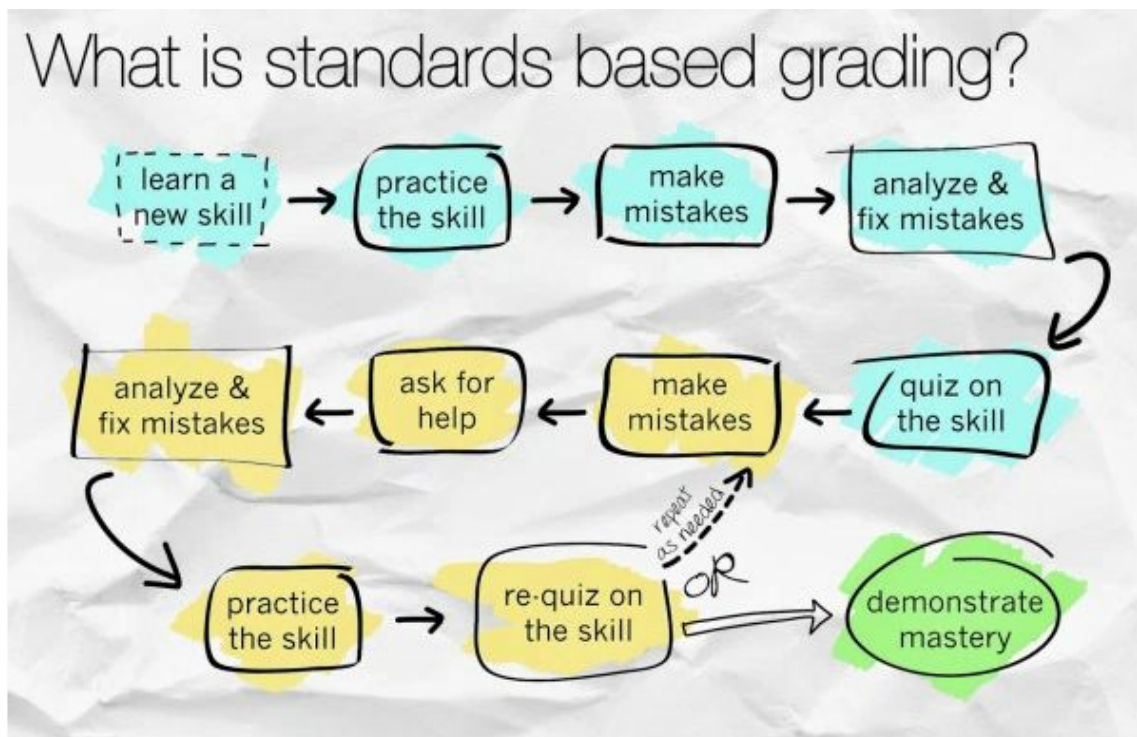 What is standards based grading?
learn a
new skill
practice
the skill
make
mistakes
analyze &
fix mistakes
quiz on
the skill
make
mistakes
ask for
help
analyze &
fix mistakes
practice
the skill
re-quiz on
the skill
repeat
as needed
OR
demonstrate
mastery